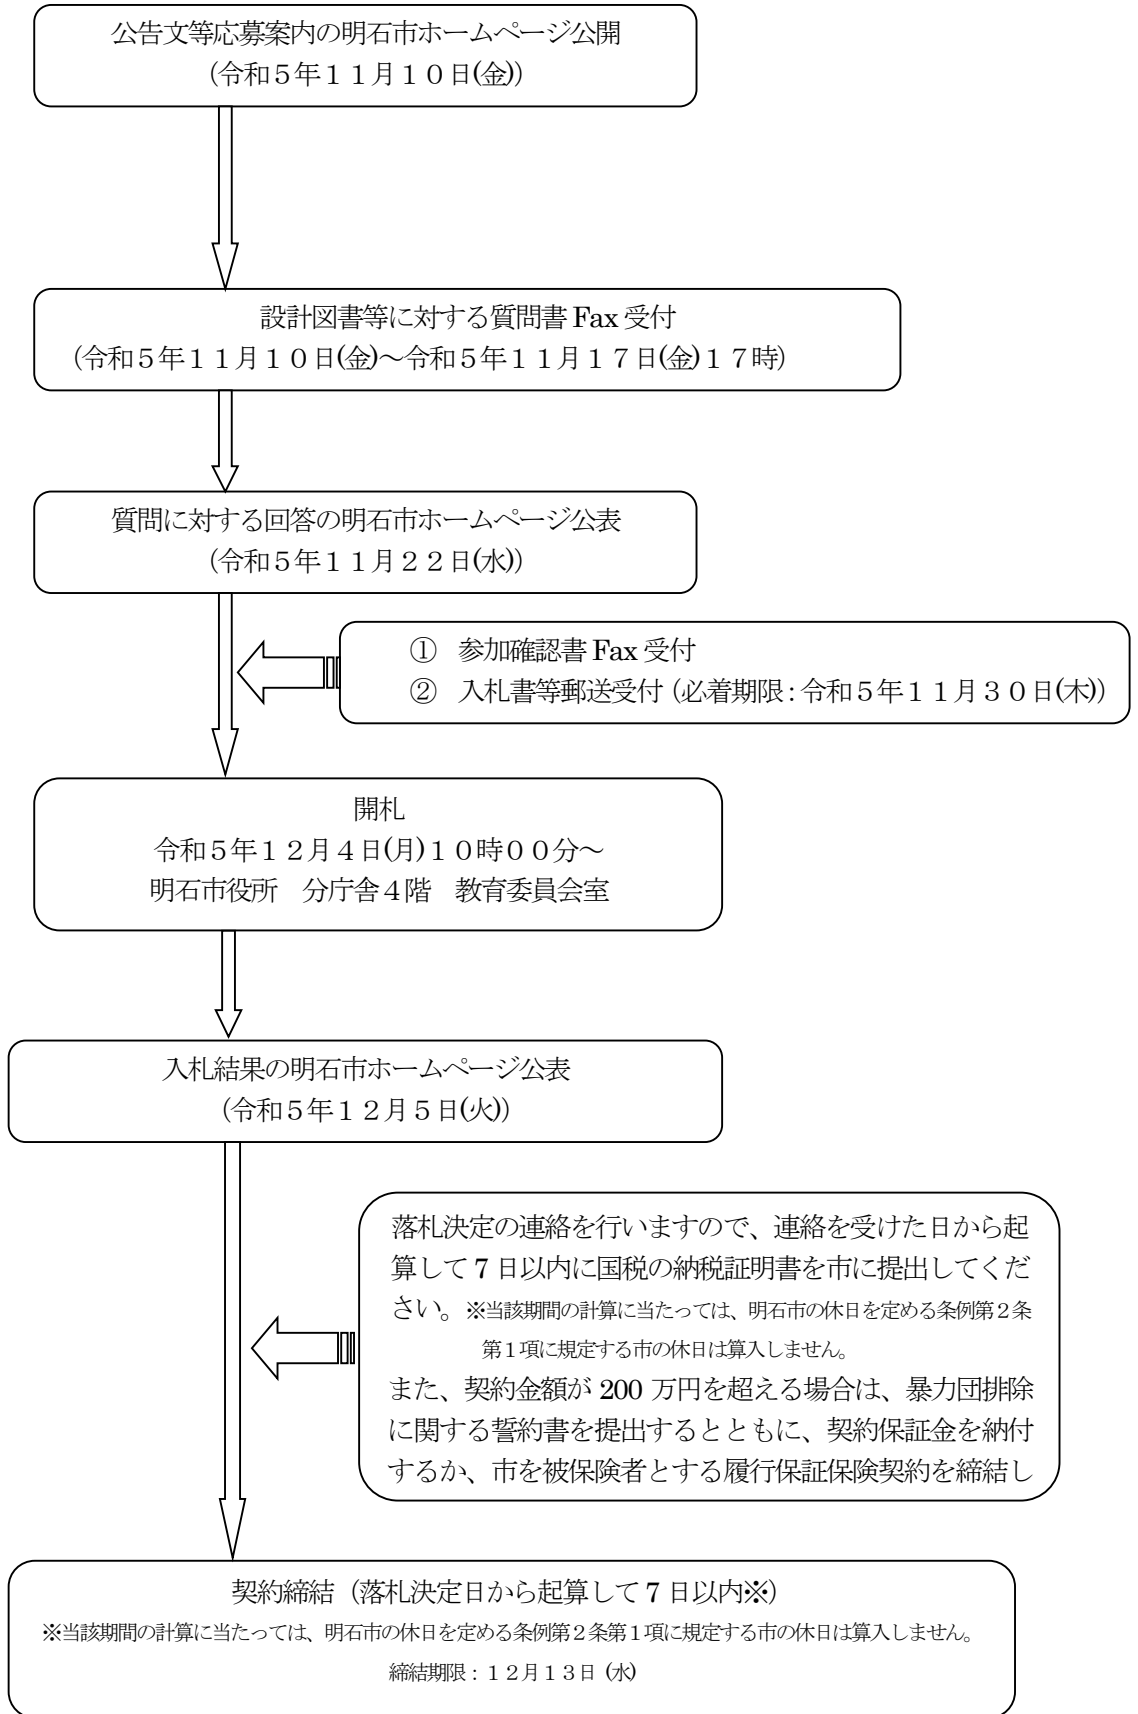 公告文等応募案内の明石市ホームページ公開
（令和５年１１月１０日(金)）
設計図書等に対する質問書 Fax 受付
（令和５年１１月１０日(金)～令和５年１１月１７日(金)１７時）
質問に対する回答の明石市ホームページ公表
（令和５年１１月２２日(水)）
① 参加確認書 Fax 受付
② 入札書等郵送受付（必着期限：令和５年１１月３０日(木)）
開札
令和５年１２月４日(月)１０時００分～
明石市役所　分庁舎４階　教育委員会室
入札結果の明石市ホームページ公表
（令和５年１２月５日(火)）
落札決定の連絡を行いますので、連絡を受けた日から起
算して 7 日以内に国税の納税証明書を市に提出してくだ
さい。※当該期間の計算に当たっては、明石市の休日を定める条例第２条
第１項に規定する市の休日は算入しません。
また、契約金額が 200 万円を超える場合は、暴力団排除
に関する誓約書を提出するとともに、契約保証金を納付
するか、市を被保険者とする履行保証保険契約を締結し
契約締結（落札決定日から起算して 7 日以内※）
※当該期間の計算に当たっては、明石市の休日を定める条例第２条第１項に規定する市の休日は算入しません。
締結期限：１２月１３日（水）